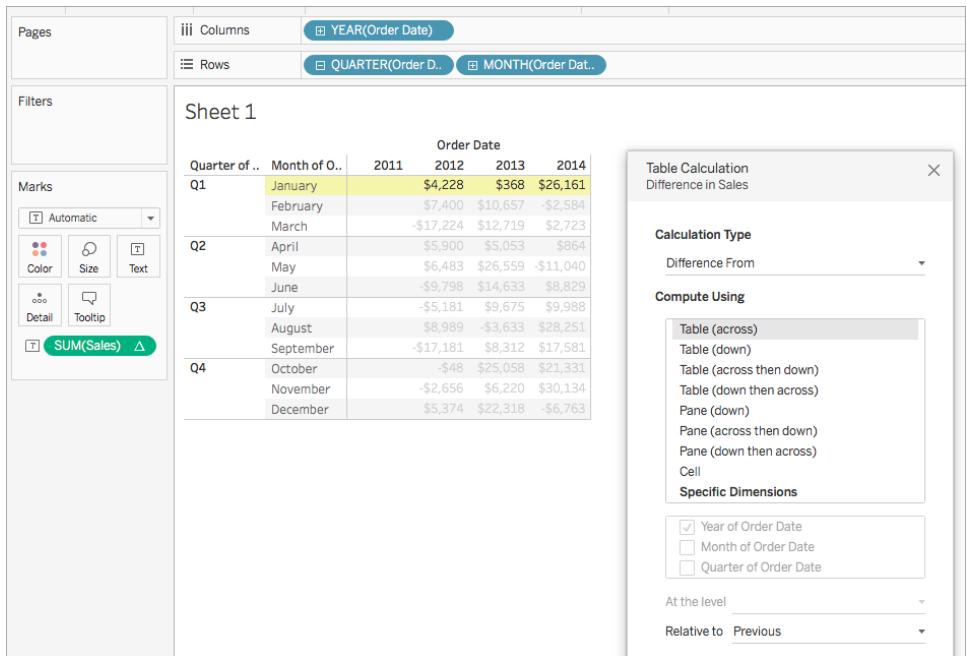 Pages
Columns
YEAR(Order Date)
Rows
QUARTER(Order D.. MONTH(Order Dat..
Filters
Sheet 1
Order Date
Quarter of .. Month of O.. 2011 2012 2013 2014
Q1 January $4,228 $368 $26,161
February $7,400 $10,657 -$2,584
March -$17,224 $12,719 $2,723
Q2 April $5,900 $5,053 $864
May $6,483 $26,559 -$11,040
June -$9,798 $14,633 $8,829
Q3 July -$5,181 $9,675 $9,988
August $8,989 -$3,633 $28,251
September -$17,181 $8,312 $17,581
Q4 October -$48 $25,058 $21,331
November -$2,656 $6,220 $30,134
December $5,374 $22,318 -$6,763
Marks
T Automatic
Color Size T Text
Detail Tooltip
T SUM(Sales) △
Table Calculation
Difference in Sales
Calculation Type
Difference From
Compute Using
Table (across)
Table (down)
Table (across then down)
Table (down then across)
Pane (down)
Pane (across then down)
Pane (down then across)
Cell
Specific Dimensions
Year of Order Date
Month of Order Date
Quarter of Order Date
At the level
Relative to Previous